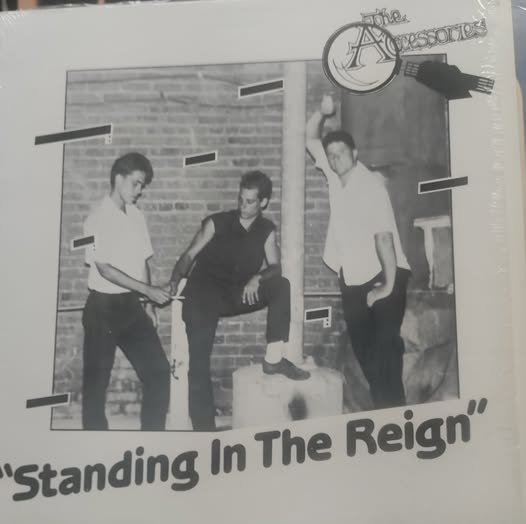 the
Accessories
"Standing In The Reign"